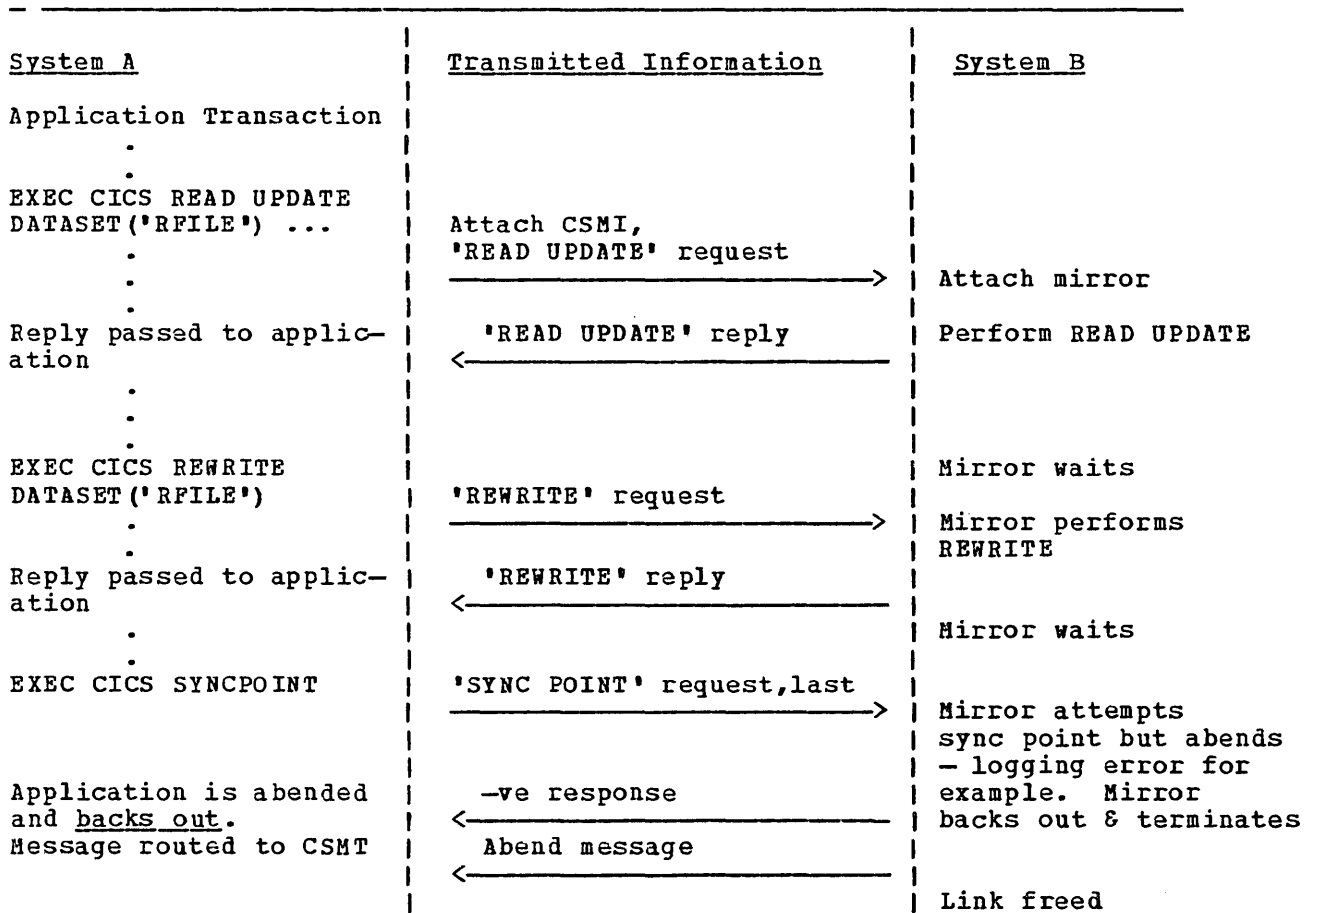 System A    Transmitted Information    System B
Application Transaction
.
.
EXEC CICS READ UPDATE
DATASET('RFILE') ...    Attach CSMI,
.    'READ UPDATE' request
.    Attach mirror
.
Reply passed to applic-    'READ UPDATE' reply    Perform READ UPDATE
ation
.
.
.
EXEC CICS REWRITE    Mirror waits
DATASET('RFILE')    'REWRITE' request
.    Mirror performs
.    REWRITE
Reply passed to applic-    'REWRITE' reply
ation
.    Mirror waits
.
EXEC CICS SYNCPOINT    'SYNC POINT' request,last
Mirror attempts
sync point but abends
- logging error for
Application is abended    -ve response    example. Mirror
and backs out.    backs out & terminates
Message routed to CSMT    Abend message
Link freed